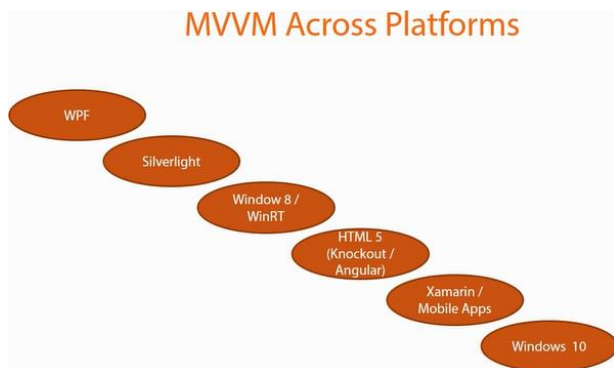 MVVM Across Platforms
WPF
Silverlight
Window 8 /
WinRT
HTML 5
(Knockout /
Angular)
Xamarin /
Mobile Apps
Windows 10